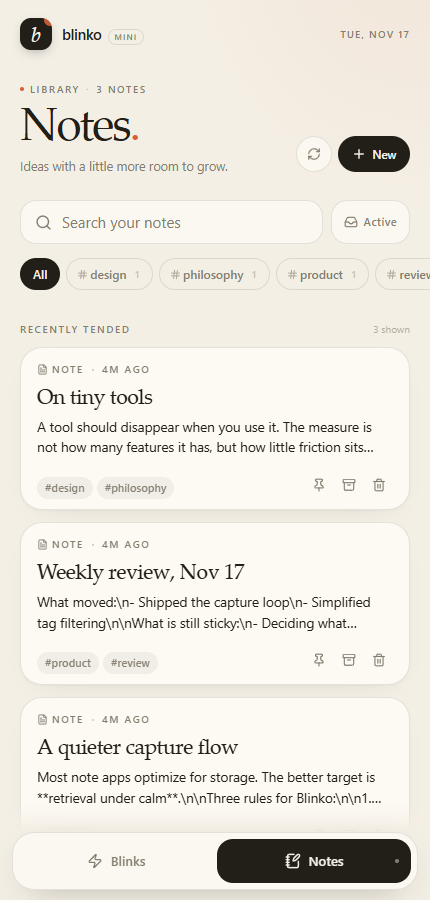 b blinko MINI TUE, NOV 17
LIBRARY · 3 NOTES
Notes.
Ideas with a little more room to grow.
New
Search your notes
Active
All # design 1 # philosophy 1 # product 1 # review
RECENTLY TENDED 3 shown
NOTE · 4M AGO
On tiny tools
A tool should disappear when you use it. The measure is
not how many features it has, but how little friction sits...
#design #philosophy
NOTE · 4M AGO
Weekly review, Nov 17
What moved:\n- Shipped the capture loop\n- Simplified
tag filtering\n\nWhat is still sticky:\n- Deciding what...
#product #review
NOTE · 4M AGO
A quieter capture flow
Most note apps optimize for storage. The better target is
**retrieval under calm**.\n\nThree rules for Blinko:\n\n1....
Blinks Notes